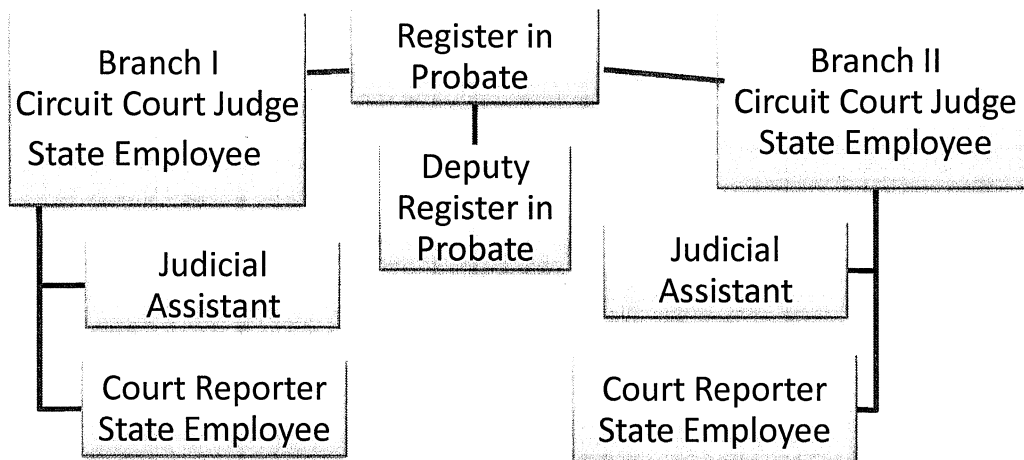 Branch I
Circuit Court Judge
State Employee
Register in
Probate
Branch II
Circuit Court Judge
State Employee
Deputy
Register in
Probate
Judicial
Assistant
Judicial
Assistant
Court Reporter
State Employee
Court Reporter
State Employee